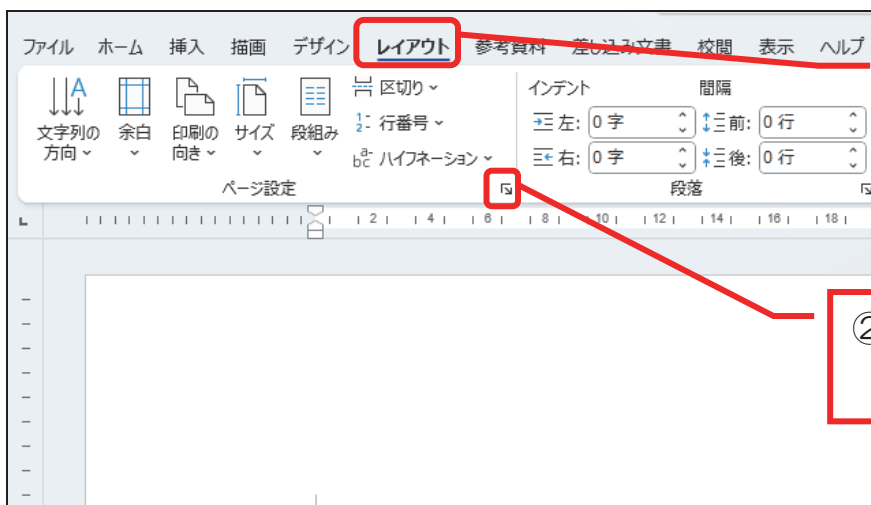 ファイル ホーム 挿入 描画 デザイン レイアウト 参考資料 差し込み文書 校閲 表示 ヘルプ
区切り インデント 間隔
文字列の方向 余白 印刷の向き サイズ 段組み 行番号 左: 0 字 前: 0 行
ハイフネーション 右: 0 字 後: 0 行
ページ設定 段落
2 4 6 8 10 12 14 16 18
②